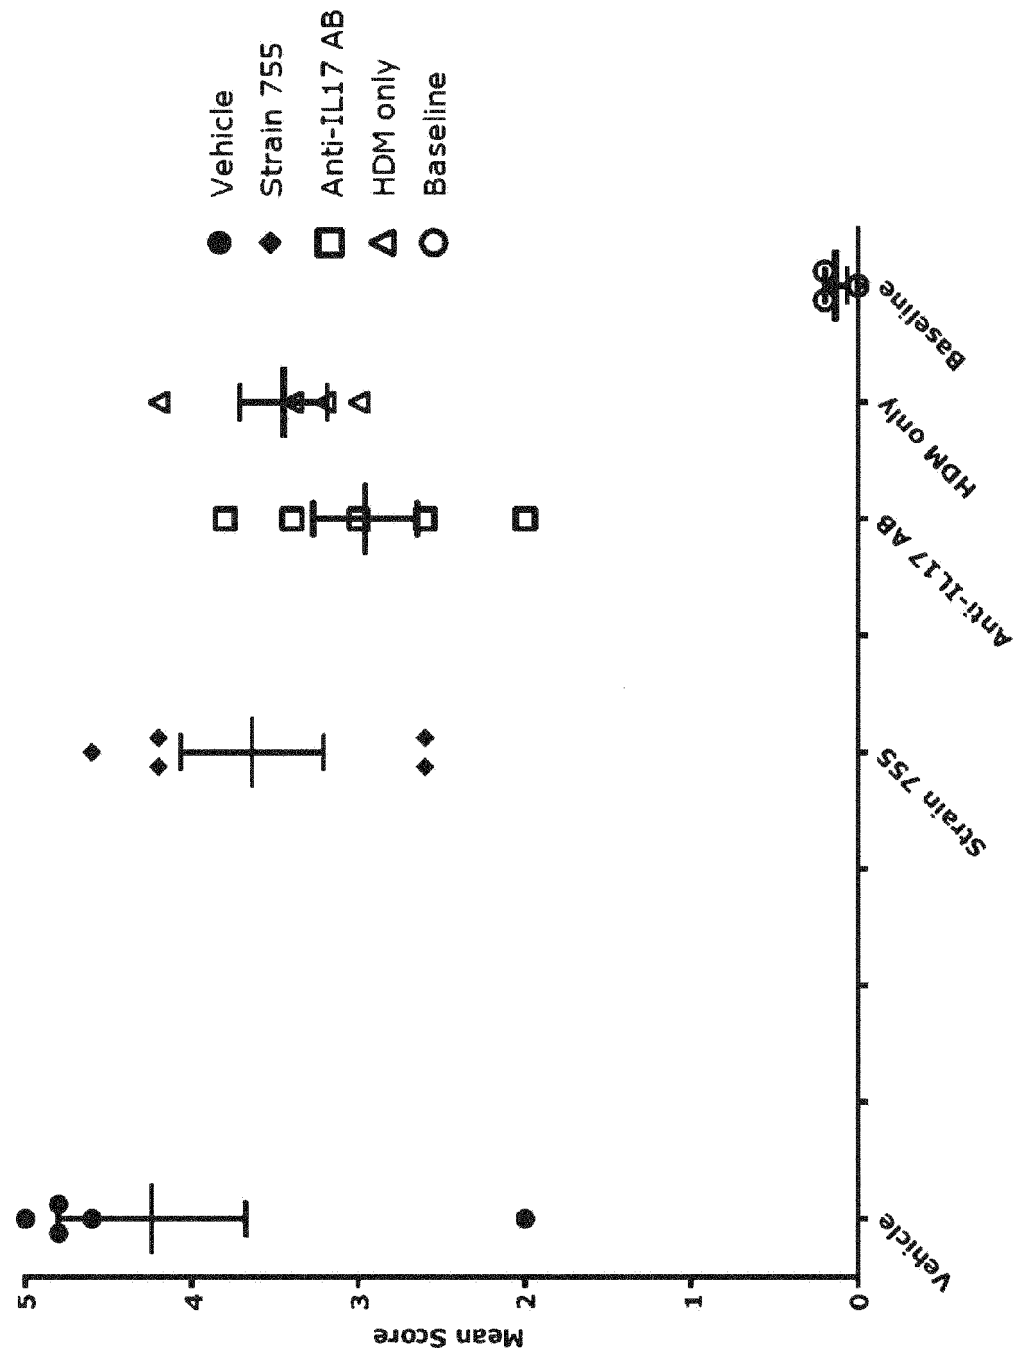 Mean Score
5
4
3
2
1
0
Vehicle
Strain 755
Anti-IL17 AB
HDM only
Baseline
Vehicle
Strain 755
Anti-IL17 AB
HDM only
Baseline